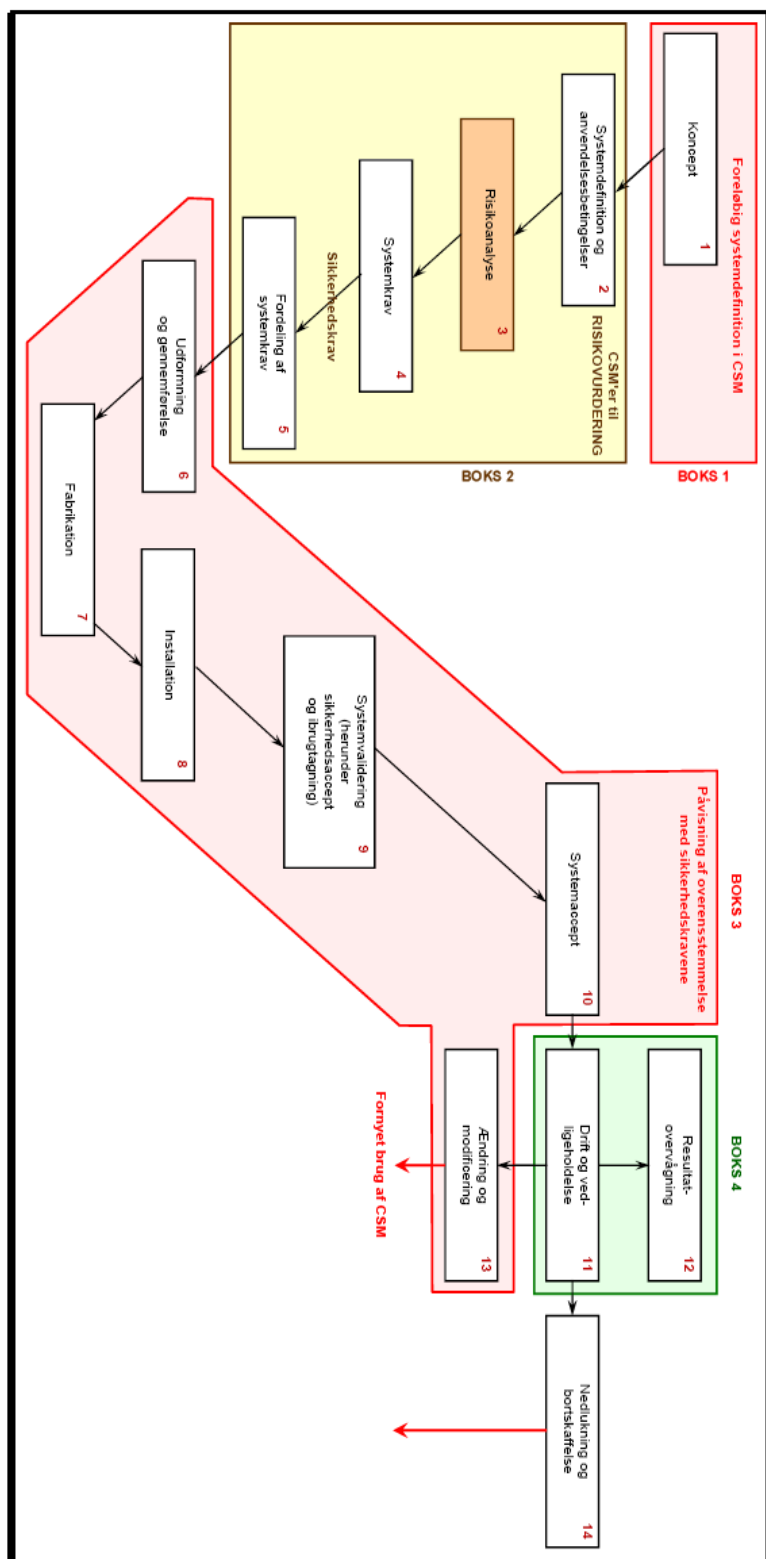 BOKS 1
Foreløbig systemdefinition i CSM
Koncept
1
BOKS 2
CSM'er til
RISIKOVURDERING
Systemdefinition og
anvendelsesbetingelser
2
Risikoanalyse
3
Systemkrav
4
Sikkerhedskrav
Fordeling af
systemkrav
5
BOKS 3
Påvisning af overensstemmelse
med sikkerhedskravene
Udformning
og gennemførelse
6
Fabrikation
7
Installation
8
Systemvalidering
(herunder
sikkerhedsaccept
og ibrugtagning)
9
Systemaccept
10
BOKS 4
Drift og ved-
ligeholdelse
11
Resultat-
overvågning
12
Ændring og
modificering
13
Fornyet brug af CSM
Nedlukning og
bortskaffelse
14